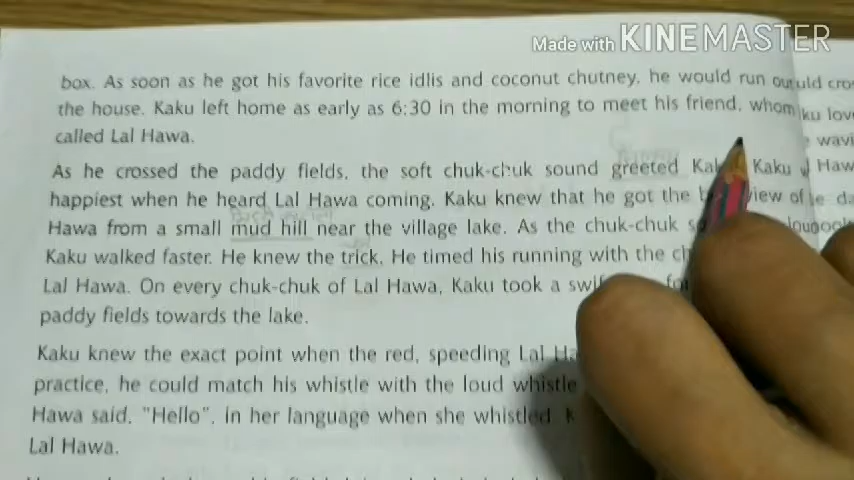 Made with KINEMASTER
box. As soon as he got his favorite rice idlis and coconut chutney, he would run out
the house. Kaku left home as early as 6:30 in the morning to meet his friend, whom
called Lal Hawa.
As he crossed the paddy fields, the soft chuk-chuk sound greeted Kaku Kaku
happiest when he heard Lal Hawa coming. Kaku knew that he got the view of
Hawa from a small mud hill near the village lake. As the chuk-chuk
Kaku walked faster. He knew the trick. He timed his running with the
Lal Hawa. On every chuk-chuk of Lal Hawa, Kaku took a
paddy fields towards the lake.
Kaku knew the exact point when the red, speeding Lal
practice, he could match his whistle with the loud whistle
Hawa said, "Hello", in her language when she whistled.
Lal Hawa.